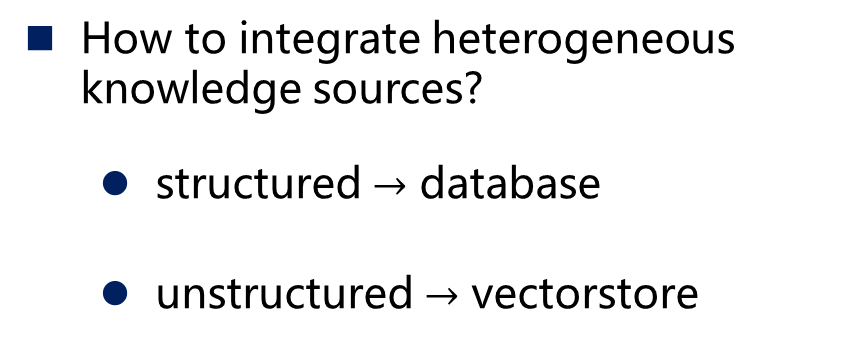 How to integrate heterogeneous
knowledge sources?
structured → database
unstructured → vectorstore